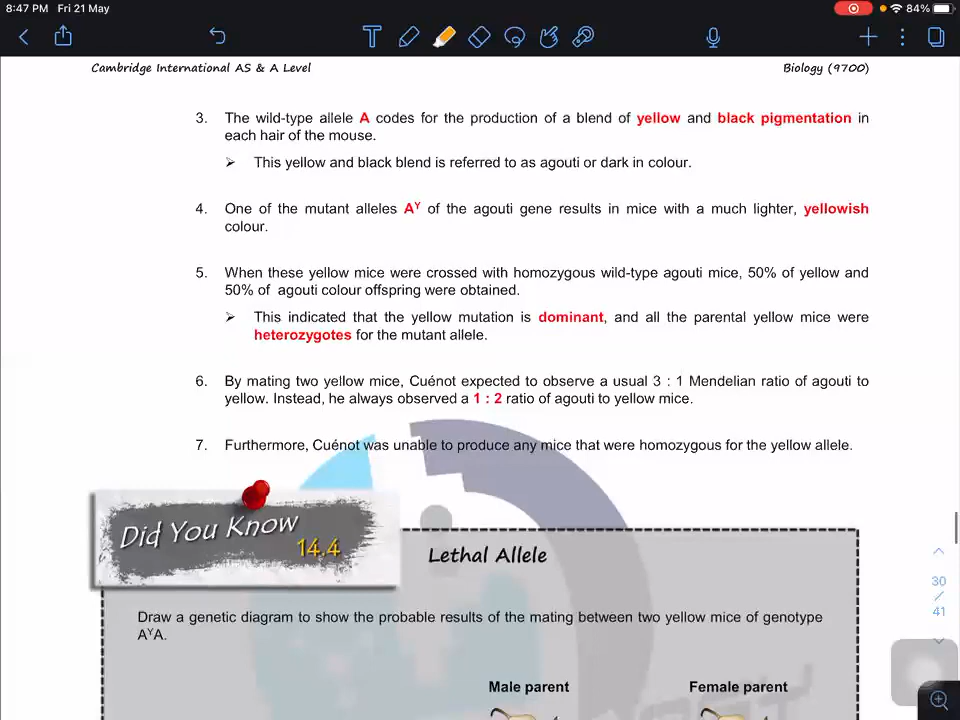 8:47 PM Fri 21 May
84%
Cambridge International AS & A Level
Biology (9700)
3. The wild-type allele A codes for the production of a blend of yellow and black pigmentation in
each hair of the mouse.
➢ This yellow and black blend is referred to as agouti or dark in colour.
4. One of the mutant alleles Aʸ of the agouti gene results in mice with a much lighter, yellowish
colour.
5. When these yellow mice were crossed with homozygous wild-type agouti mice, 50% of yellow and
50% of agouti colour offspring were obtained.
➢ This indicated that the yellow mutation is dominant, and all the parental yellow mice were
heterozygotes for the mutant allele.
6. By mating two yellow mice, Cuénot expected to observe a usual 3 : 1 Mendelian ratio of agouti to
yellow. Instead, he always observed a 1 : 2 ratio of agouti to yellow mice.
7. Furthermore, Cuénot was unable to produce any mice that were homozygous for the yellow allele.
Did You Know
14.4
Lethal Allele
Draw a genetic diagram to show the probable results of the mating between two yellow mice of genotype
AʸA.
Male parent
Female parent
30
/
41